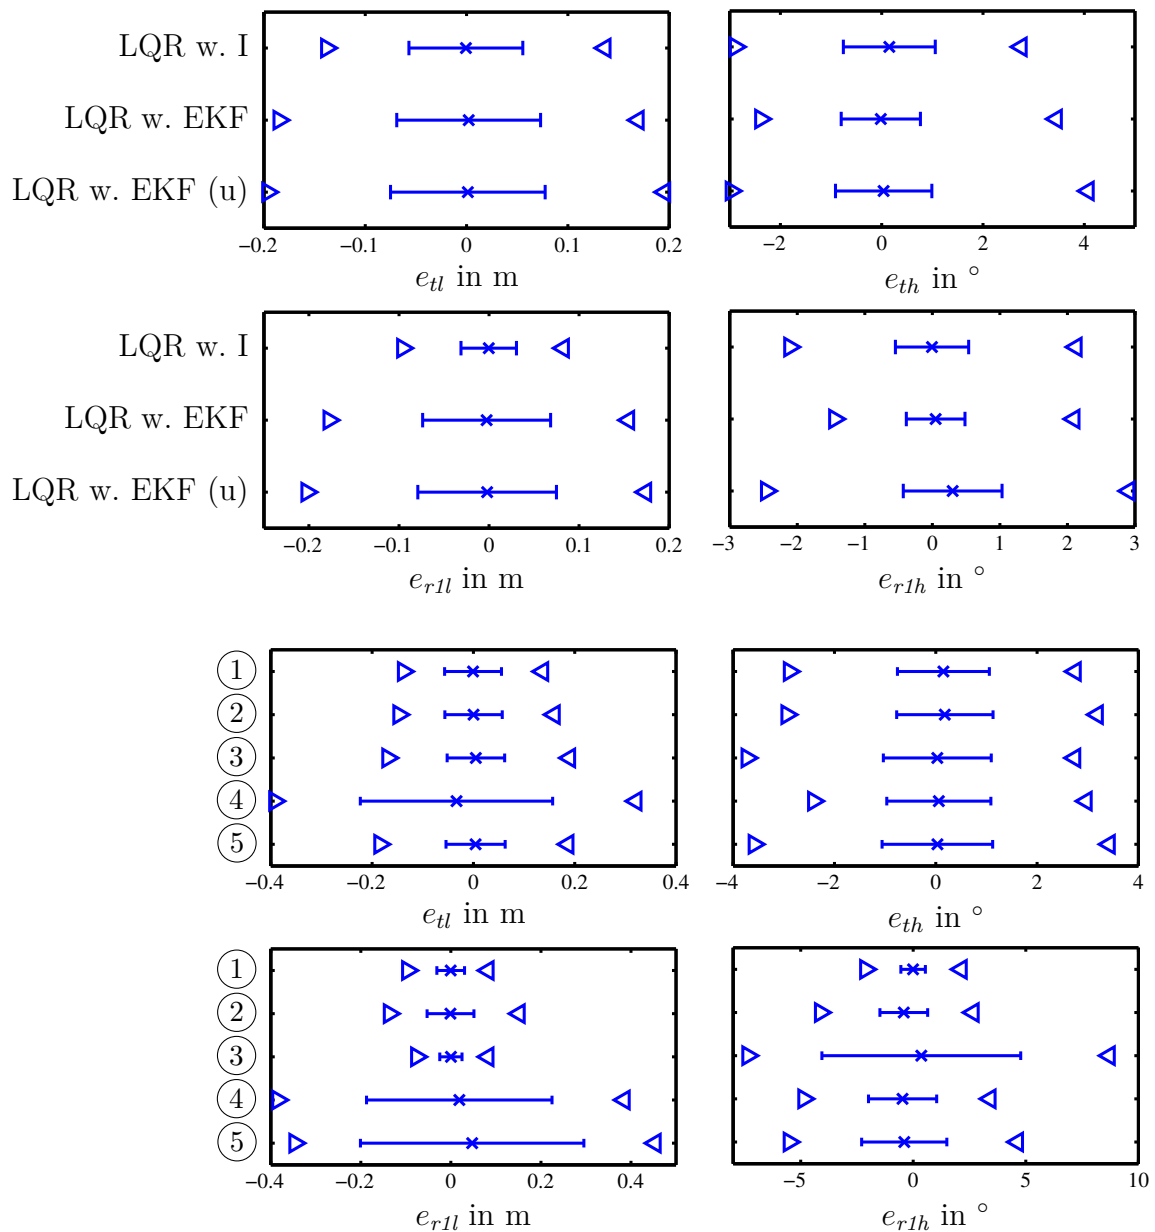 LQR w. I
LQR w. EKF
LQR w. EKF (u)
−0.2 −0.1 0 0.1 0.2
e_tl in m
−2 0 2 4
e_th in °
LQR w. I
LQR w. EKF
LQR w. EKF (u)
−0.2 −0.1 0 0.1 0.2
e_r1l in m
−3 −2 −1 0 1 2 3
e_r1h in °
1
2
3
4
5
−0.4 −0.2 0 0.2 0.4
e_tl in m
−4 −2 0 2 4
e_th in °
1
2
3
4
5
−0.4 −0.2 0 0.2 0.4
e_r1l in m
−5 0 5 10
e_r1h in °